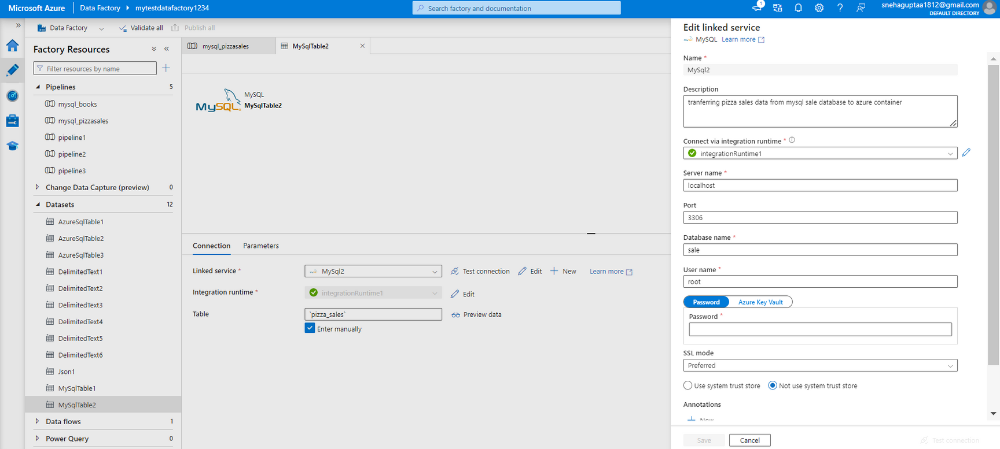 Microsoft Azure
Data Factory
mytestdatafactory1234
Search factory and documentation
1
snehaguptaa1812@gmail.com
DEFAULT DIRECTORY
Data Factory
Validate all
Publish all
Factory Resources
Filter resources by name
Pipelines 5
mysql_books
mysql_pizzasales
pipeline1
pipeline2
pipeline3
Change Data Capture (preview) 0
Datasets 12
AzureSqlTable1
AzureSqlTable2
AzureSqlTable3
DelimitedText1
DelimitedText2
DelimitedText3
DelimitedText4
DelimitedText5
DelimitedText6
Json1
MySqlTable1
MySqlTable2
Data flows 1
Power Query 0
mysql_pizzasales
MySqlTable2
MySQL
MySQL
MySqlTable2
Connection Parameters
Linked service * MySql2 Test connection Edit New Learn more
Integration runtime * integrationRuntime1 Edit
Table `pizza_sales` Preview data
Enter manually
Edit linked service
MySQL Learn more
Name *
MySql2
Description
tranferring pizza sales data from mysql sale database to azure container
Connect via integration runtime *
integrationRuntime1
Server name *
localhost
Port
3306
Database name *
sale
User name *
root
Password Azure Key Vault
Password *
SSL mode
Preferred
Use system trust store Not use system trust store
Annotations
New
Save Cancel Test connection